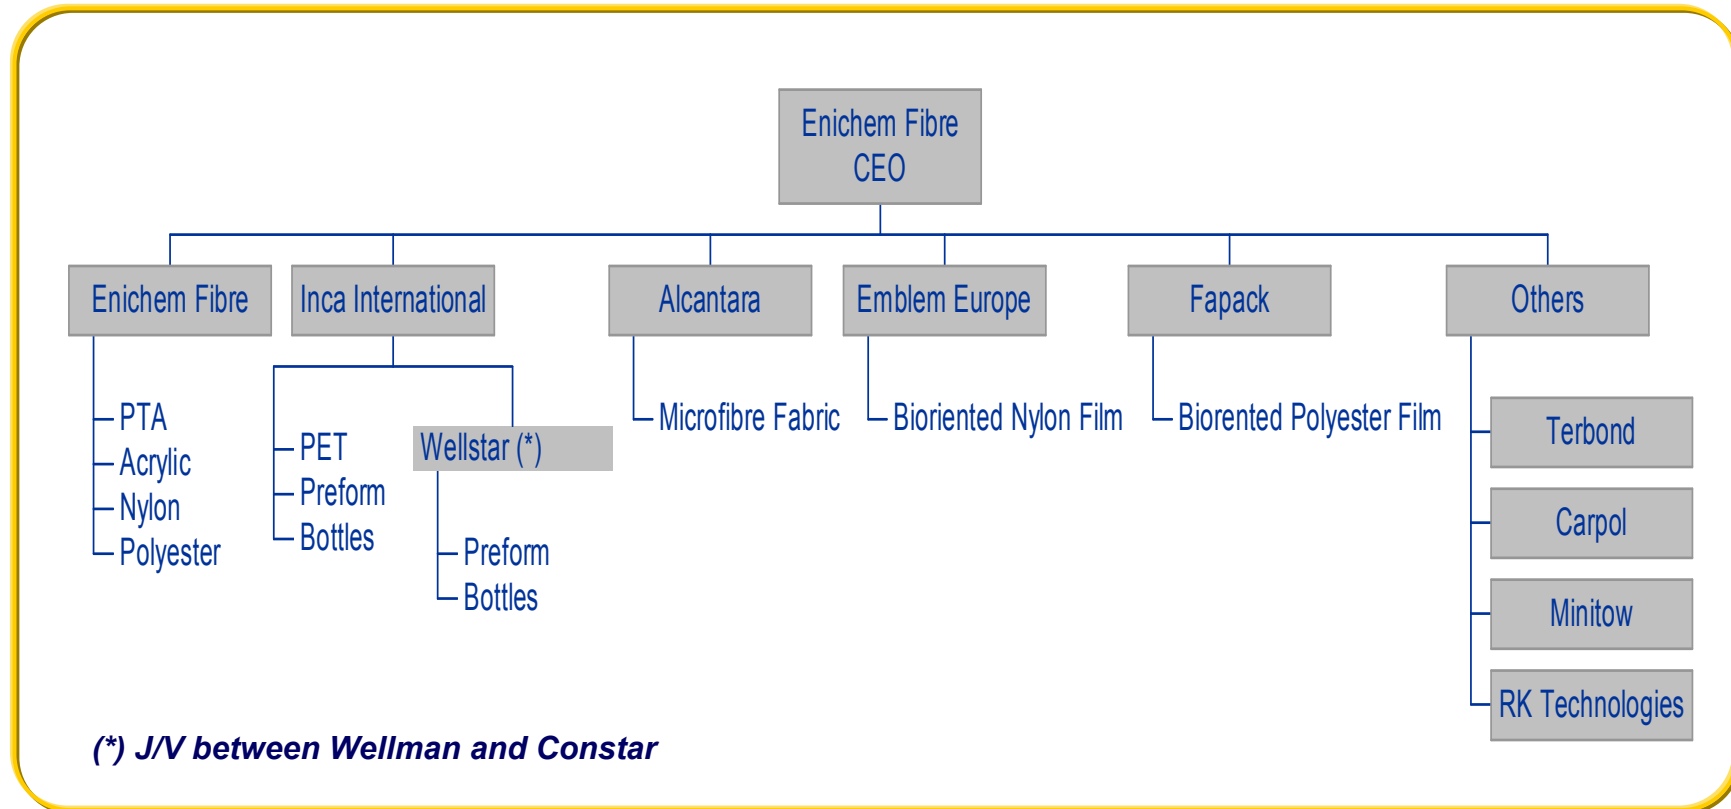 Enichem Fibre
CEO
Enichem Fibre
Inca International
Alcantara
Emblem Europe
Fapack
Others
PTA
Acrylic
Nylon
Polyester
PET
Preform
Bottles
Wellstar (*)
Preform
Bottles
Microfibre Fabric
Bioriented Nylon Film
Biorented Polyester Film
Terbond
Carpol
Minitow
RK Technologies
(*) J/V between Wellman and Constar